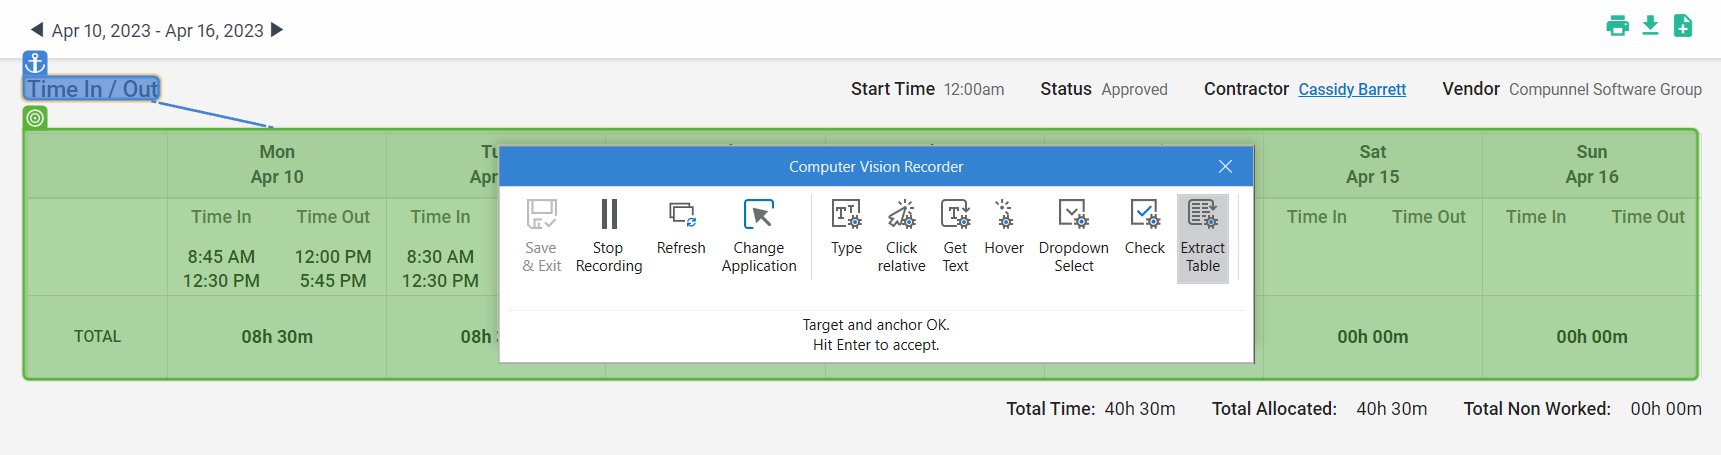 Apr 10, 2023 - Apr 16, 2023
Time In / Out
Start Time 12:00am Status Approved Contractor Cassidy Barrett Vendor Compunnel Software Group
Mon Sat Sun
Apr 10 Apr Apr 15 Apr 16
Computer Vision Recorder
Time In Time Out Time In Time In Time Out Time In Time Out
8:45 AM 12:00 PM 8:30 AM
12:30 PM 5:45 PM 12:30 PM
Save & Exit
Stop Recording
Refresh
Change Application
Type
Click relative
Get Text
Hover
Dropdown Select
Check
Extract Table
Target and anchor OK.
Hit Enter to accept.
TOTAL 08h 30m 08h 00h 00m 00h 00m
Total Time: 40h 30m Total Allocated: 40h 30m Total Non Worked: 00h 00m